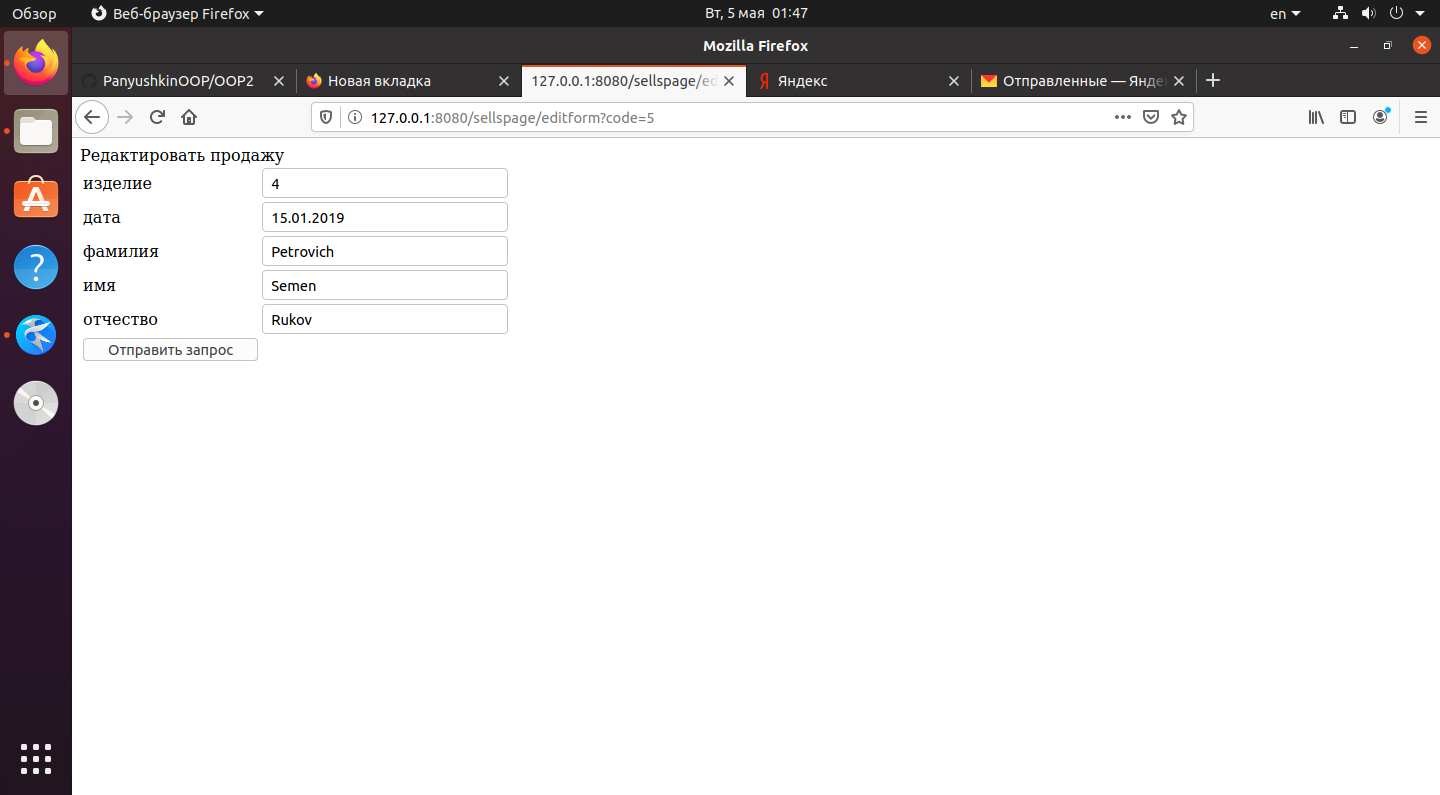 Обзор Веб-браузер Firefox Вт, 5 мая 01:47 en
Mozilla Firefox
PanyushkinOOP/OOP2 Новая вкладка 127.0.0.1:8080/sellspage/ed Яндекс Отправленные — Янде
127.0.0.1:8080/sellspage/editform?code=5
Редактировать продажу
изделие 4
дата 15.01.2019
фамилия Petrovich
имя Semen
отчество Rukov
Отправить запрос